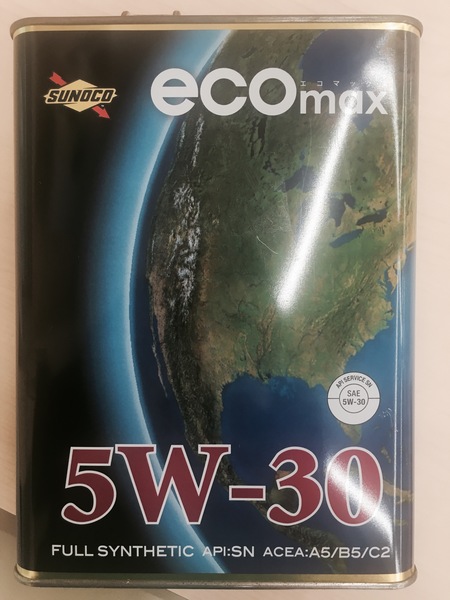 SUNOCO
ecomax
エコマックス
API SERVICE SN
SAE
5W-30
5W-30
FULL SYNTHETIC API:SN ACEA:A5/B5/C2